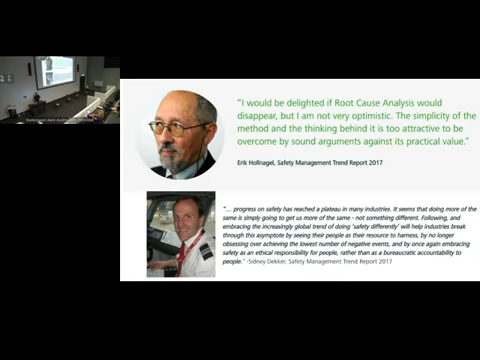 "I would be delighted if Root Cause Analysis would
disappear, but I am not very optimistic. The simplicity of
the method and the thinking behind it is too attractive to be
overcome by sound arguments against its practical value."
Erik Hollnagel, Safety Management Trend Report 2017
"... progress on safety has reached a plateau in many industries. It seems that doing more of the
same is simply going to get us more of the same - not something different. Following, and
embracing the increasingly global trend of doing 'safety differently' will help industries break
through this asymptote by seeing their people as their resource to harness, by no longer
obsessing over achieving the lowest number of negative events, and by once again embracing
safety as an ethical responsibility for people, rather than as a bureaucratic accountability to
people." -Sidney Dekker, Safety Management Trend Report 2017